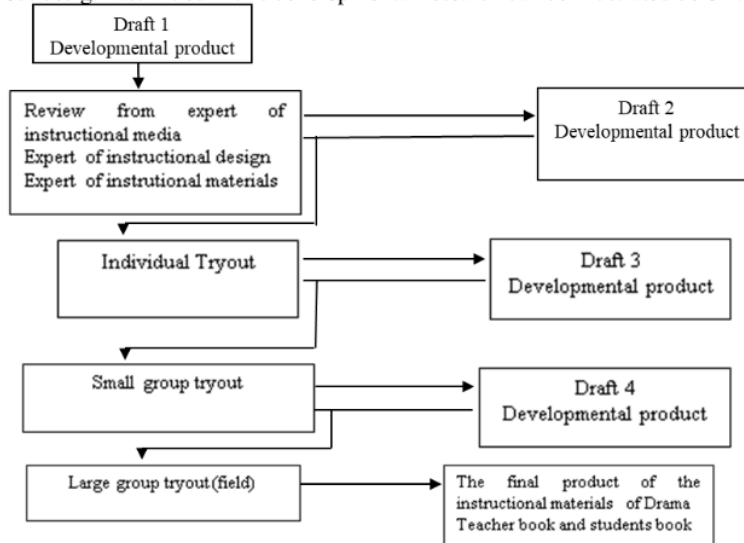 Draft 1
Developmental product
Review from expert of
instructional media
Expert of instructional design
Expert of instrutional materials
Draft 2
Developmental product
Individual Tryout
Draft 3
Developmental product
Small group tryout
Draft 4
Developmental product
Large group tryout(field)
The final product of the
instructional materials of Drama
Teacher book and students book